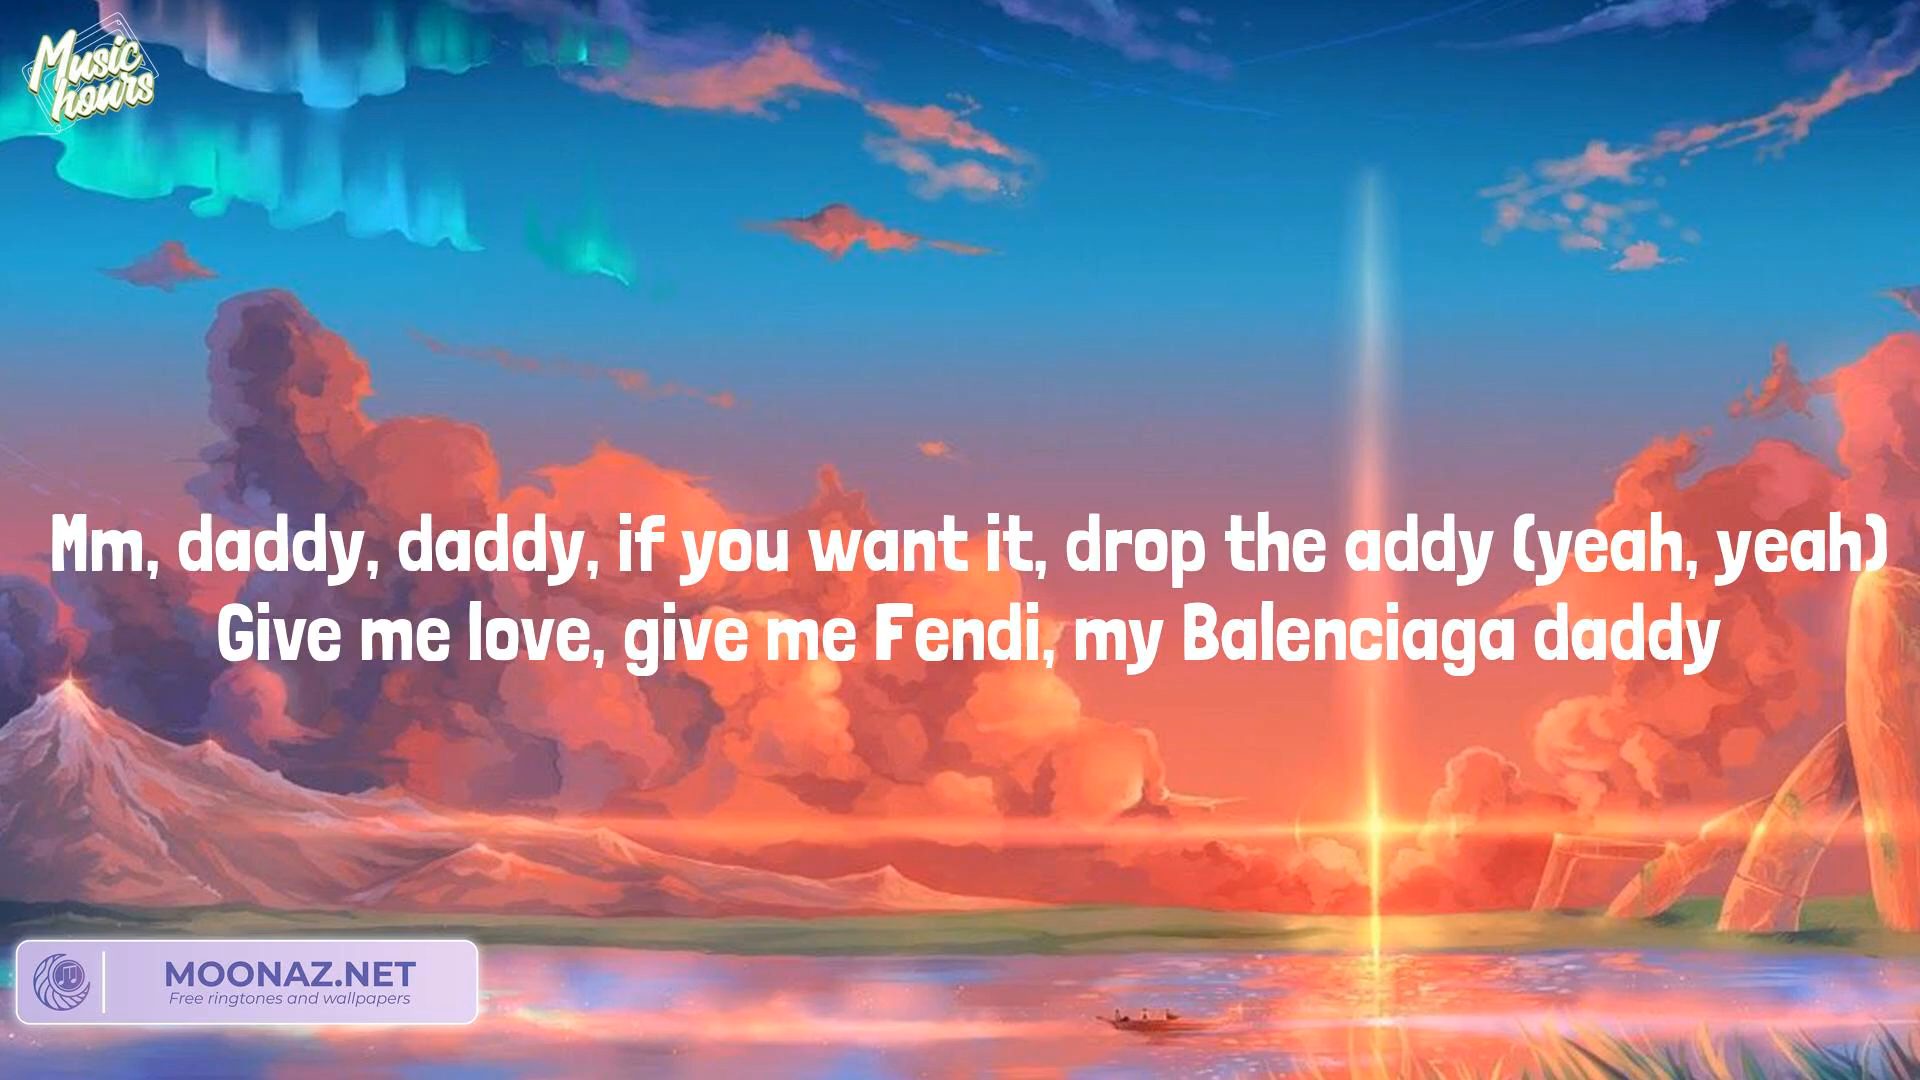 Music
hours
Mm, daddy, daddy, if you want it, drop the addy (yeah, yeah)
Give me love, give me Fendi, my Balenciaga daddy
MOONAZ.NET
Free ringtones and wallpapers